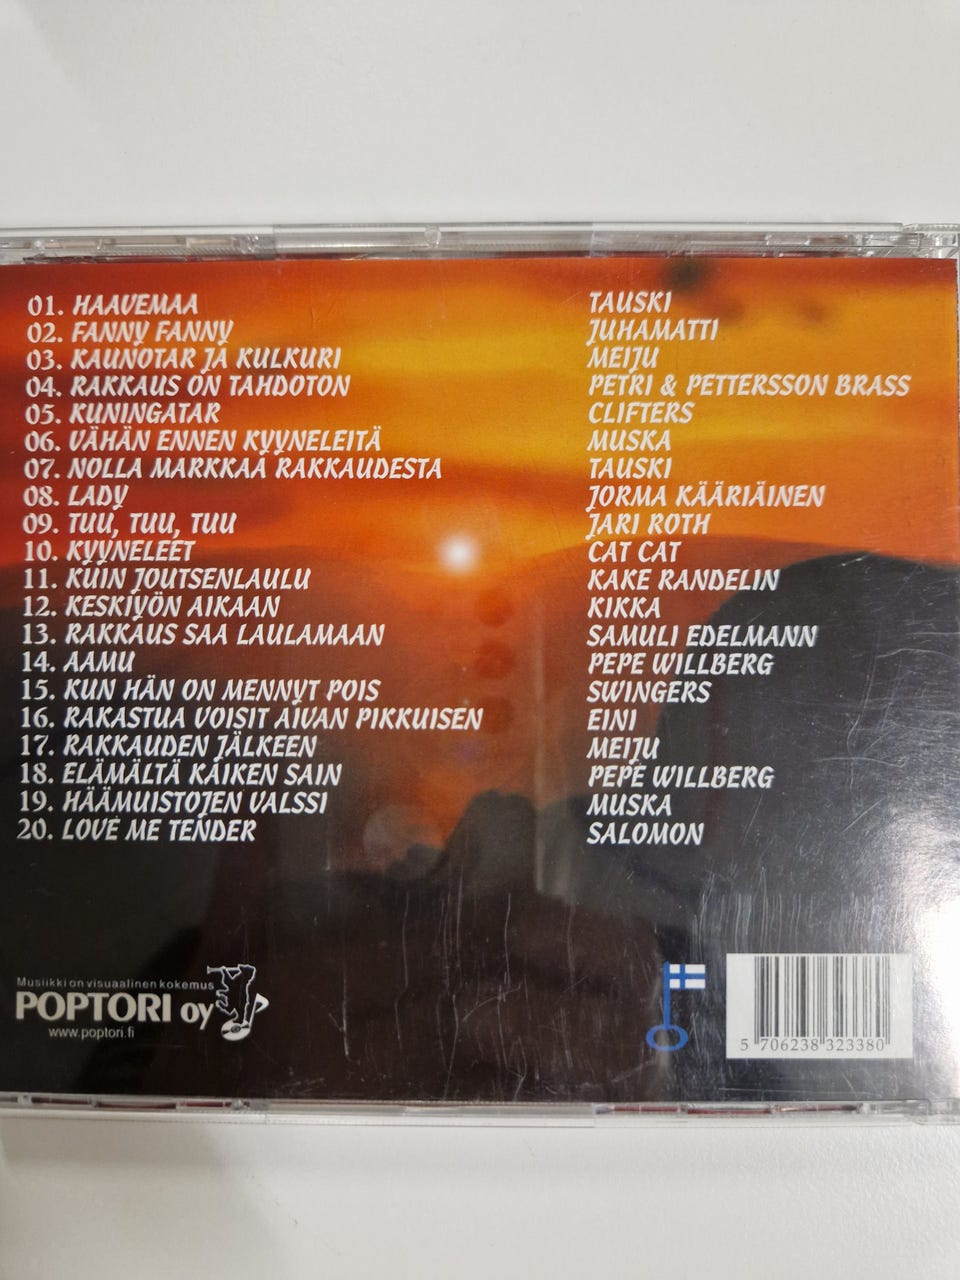 01. HAAVEMAA TAUSKI
02. FANNY FANNY JUHAMATTI
03. KAUNOTAR JA KULKURI MEIJU
04. RAKKAUS ON TAHDOTON PETRI & PETTERSSON BRASS
05. KUNINGATAR CLIFTERS
06. VÄHÄN ENNEN KYYNELEITÄ MUSKA
07. NOLLA MARKKAA RAKKAUDESTA TAUSKI
08. LADY JORMA KÄÄRIÄINEN
09. TUU, TUU, TUU JARI ROTH
10. KYYNELEET CAT CAT
11. KUIN JOUTSENLAULU KAKE RANDELIN
12. KESKIYÖN AIKAAN KIKKA
13. RAKKAUS SAA LAULAMAAN SAMULI EDELMANN
14. AAMU PEPE WILLBERG
15. KUN HÄN ON MENNYT POIS SWINGERS
16. RAKASTUA VOISIT AIVAN PIKKUISEN EINI
17. RAKKAUDEN JÄLKEEN MEIJU
18. ELÄMÄLTÄ KAIKEN SAIN PEPE WILLBERG
19. HÄÄMUISTOJEN VALSSI MUSKA
20. LOVE ME TENDER SALOMON
Musiikki on visuaalinen kokemus
POPTORI oy
www.poptori.fi
5 706238 323380